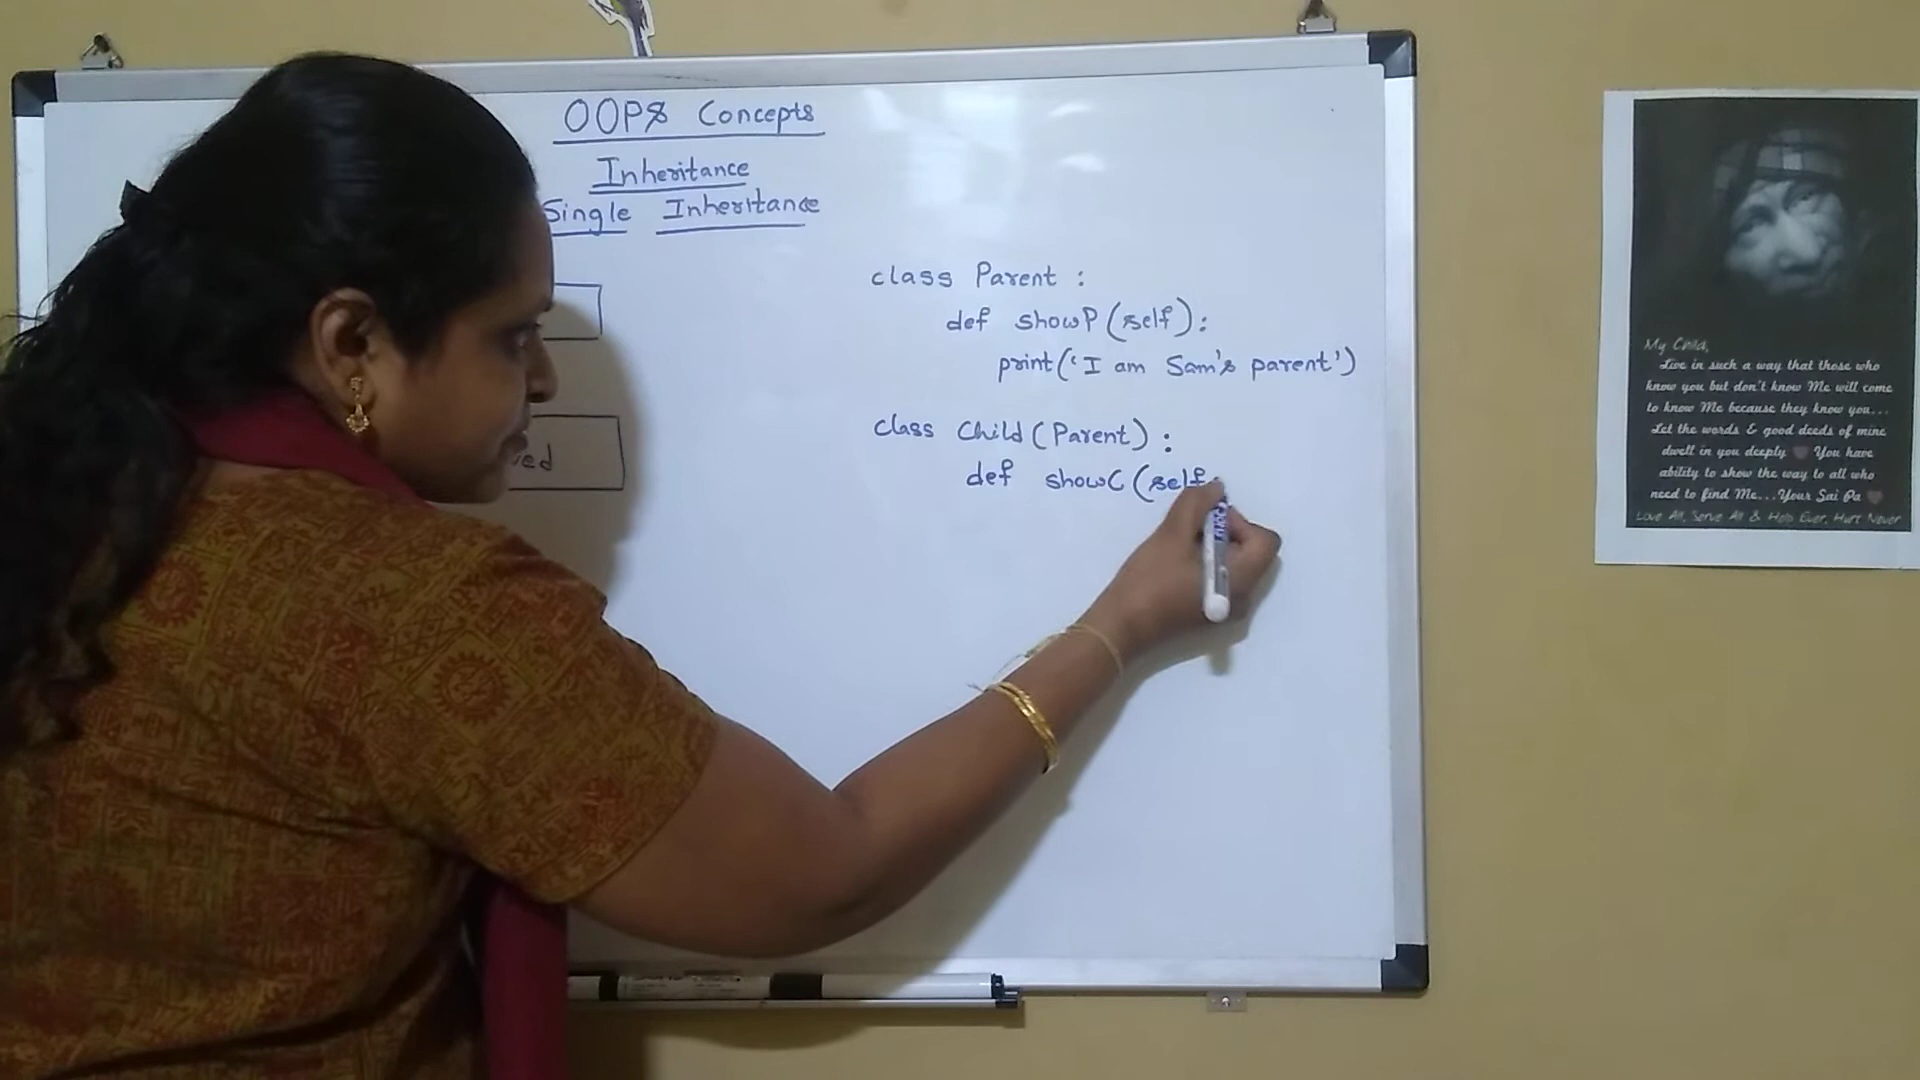 OOPS Concepts
Inheritance
Single Inheritance
class Parent :
def showP (self):
print('I am Sam's parent')
class Child (Parent) :
def showC (self
My Child,
Live in such a way that those who
know you but don't know Me will come
to know Me because they know you...
Let the words & good deeds of mine
dwell in you deeply You have
ability to show the way to all who
need to find Me...Your Sai Pa
Love All, Serve All & Help Ever, Hurt Never